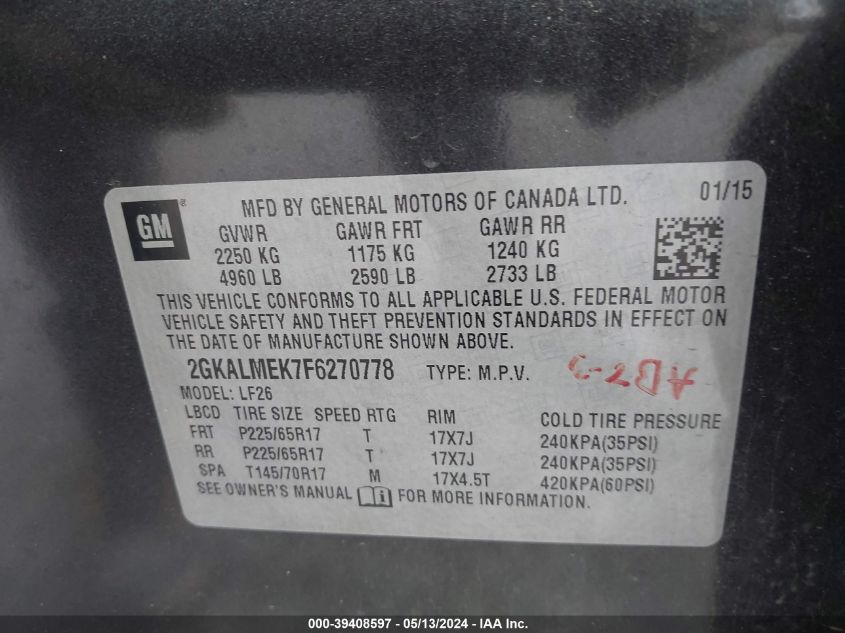 GM ® MFD BY GENERAL MOTORS OF CANADA LTD. 01/15
GVWR GAWR FRT GAWR RR
2250 KG 1175 KG 1240 KG
4960 LB 2590 LB 2733 LB
THIS VEHICLE CONFORMS TO ALL APPLICABLE U.S. FEDERAL MOTOR
VEHICLE SAFETY AND THEFT PREVENTION STANDARDS IN EFFECT ON
THE DATE OF MANUFACTURE SHOWN ABOVE.
2GKALMEK7F6270778 TYPE: M.P.V.
MODEL: LF26
LBCD TIRE SIZE SPEED RTG RIM COLD TIRE PRESSURE
FRT P225/65R17 T 17X7J 240KPA(35PSI)
RR P225/65R17 T 17X7J 240KPA(35PSI)
SPA T145/70R17 M 17X4.5T 420KPA(60PSI)
SEE OWNER'S MANUAL i FOR MORE INFORMATION.
000-39408597 - 05/13/2024 - IAA Inc.